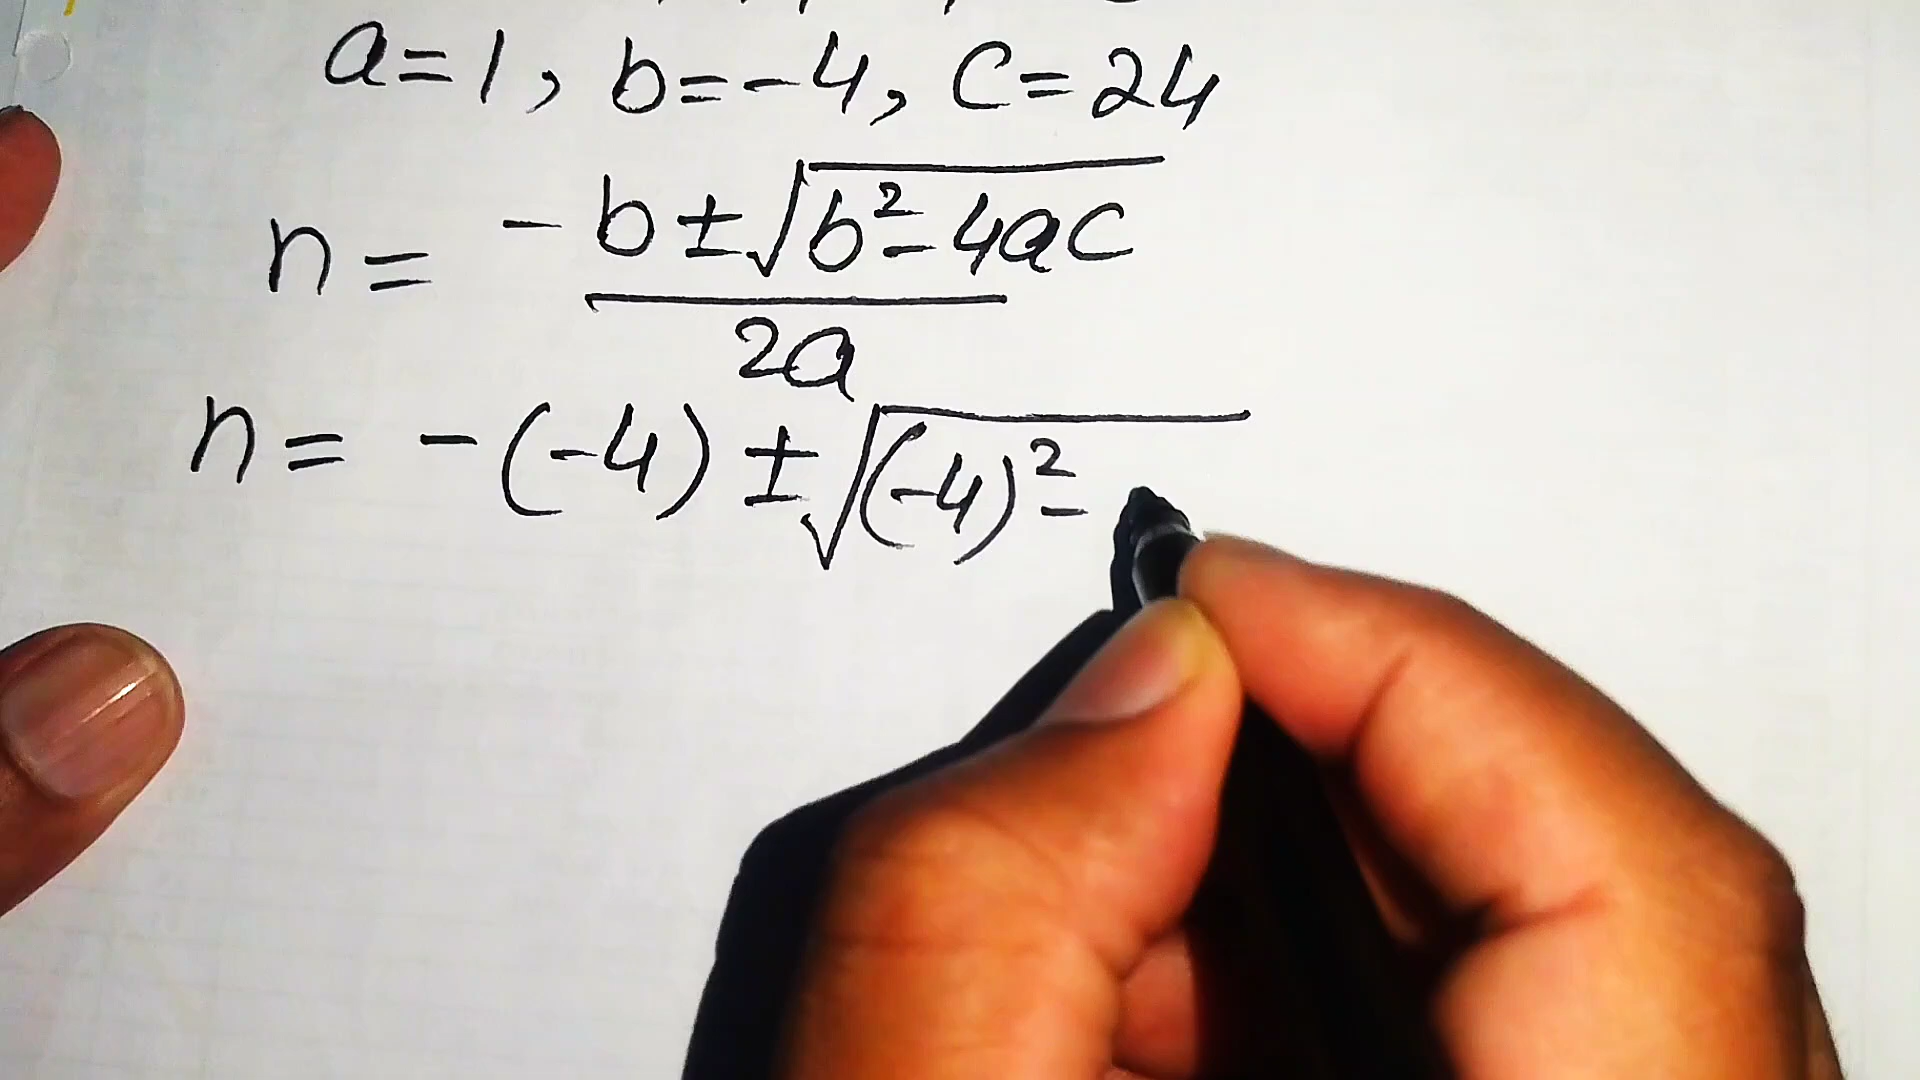 a=1, b=-4, c=24
n= -b±√b²-4ac
2a
n= -(-4) ±√(-4)²-